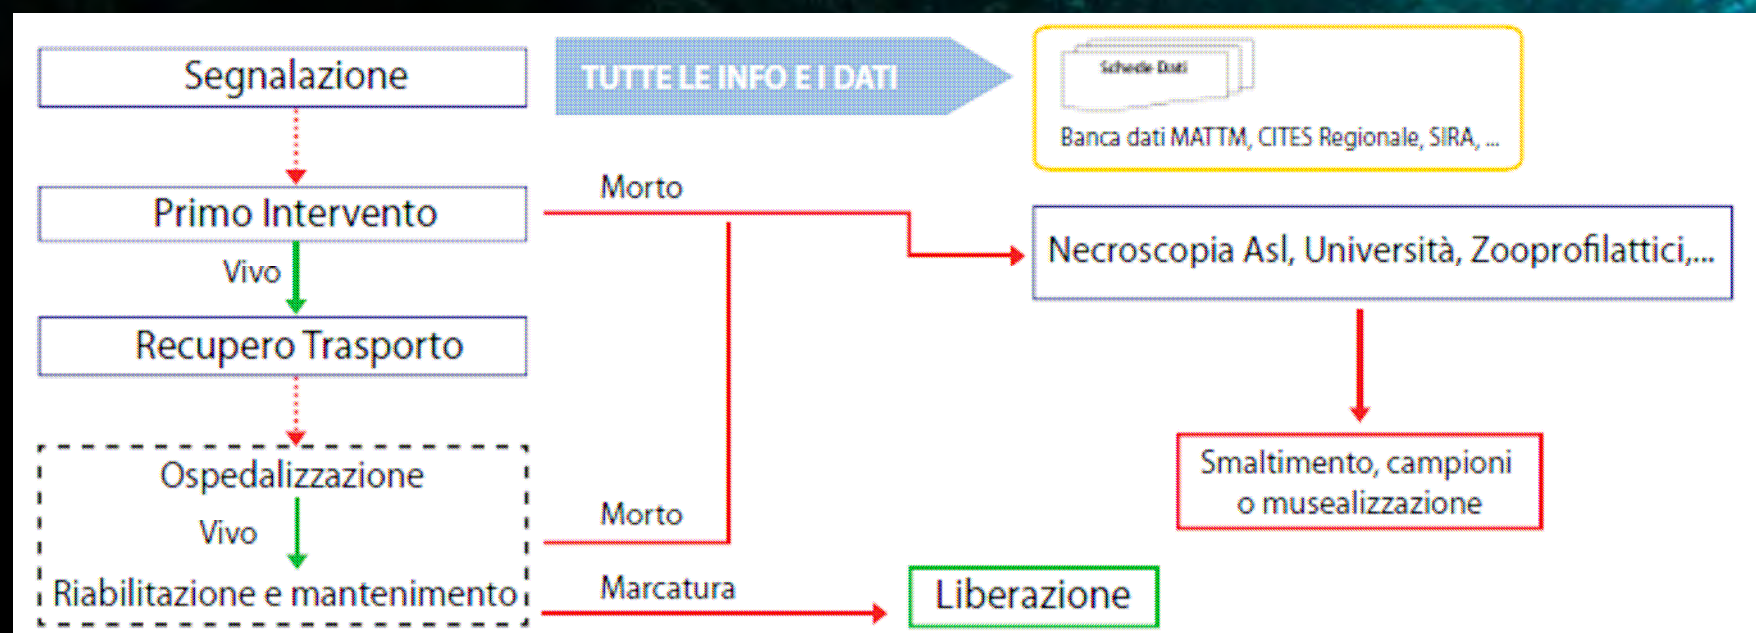 Segnalazione
TUTTE LE INFO E I DATI
Schede Dati
Banca dati MATTM, CITES Regionale, SIRA, ...
Primo Intervento
Morto
Necroscopia Asl, Università, Zooprofilattici,...
Vivo
Recupero Trasporto
Smaltimento, campioni
o musealizzazione
Ospedalizzazione
Vivo
Morto
Riabilitazione e mantenimento
Marcatura
Liberazione